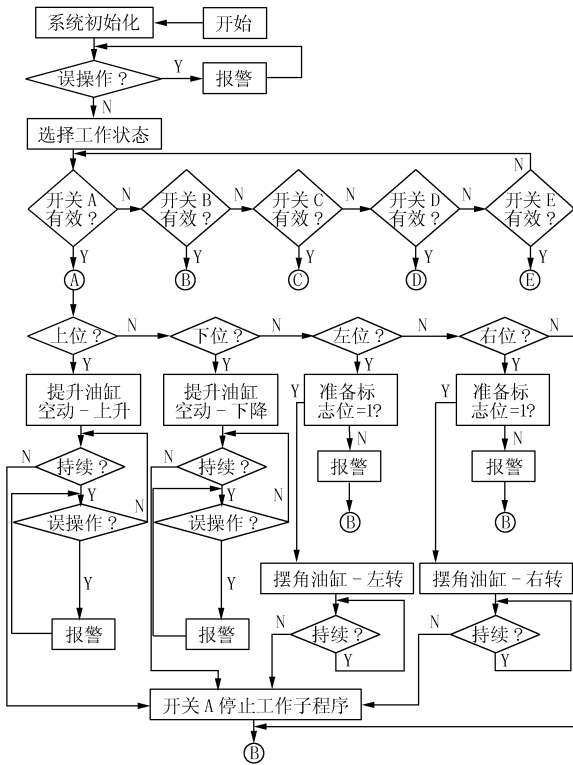 系统初始化
开始
误操作？
Y
报警
N
选择工作状态
N
开关A
有效？
N
开关B
有效？
N
开关C
有效？
N
开关D
有效？
N
开关E
有效？
Y
Y
Y
Y
Y
A
B
C
D
E
上位？
N
下位？
N
左位？
N
右位？
N
Y
Y
Y
Y
提升油缸
空动－上升
提升油缸
空动－下降
Y
准备标
志位=1?
Y
准备标
志位=1?
N
N
N
持续？
N
持续？
报警
报警
Y
N
Y
N
误操作？
误操作？
B
B
Y
Y
摆角油缸－左转
摆角油缸－右转
报警
报警
N
持续？
Y
N
持续？
Y
开关A停止工作子程序
B